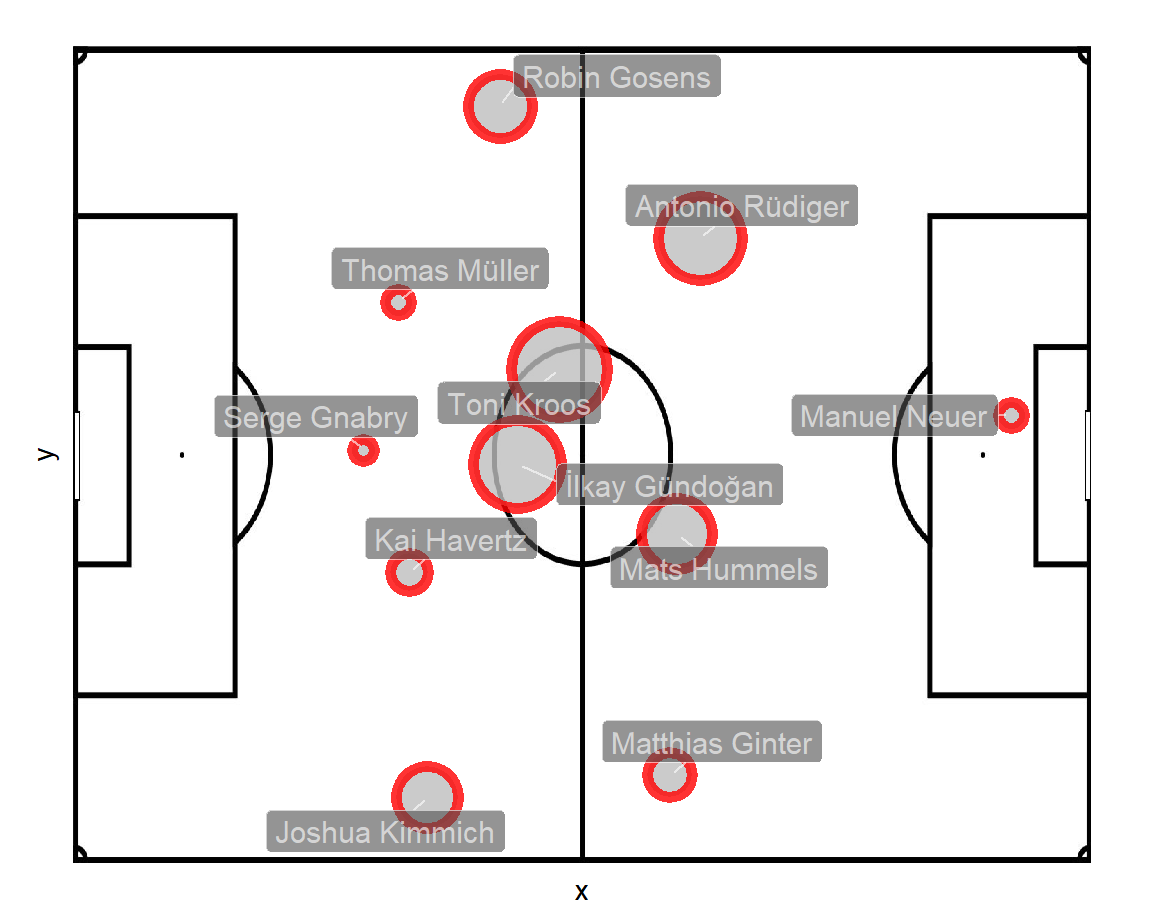 Robin Gosens
Antonio Rüdiger
Thomas Müller
Toni Kroos
Serge Gnabry
Manuel Neuer
y
İlkay Gündoğan
Kai Havertz
Mats Hummels
Matthias Ginter
Joshua Kimmich
x